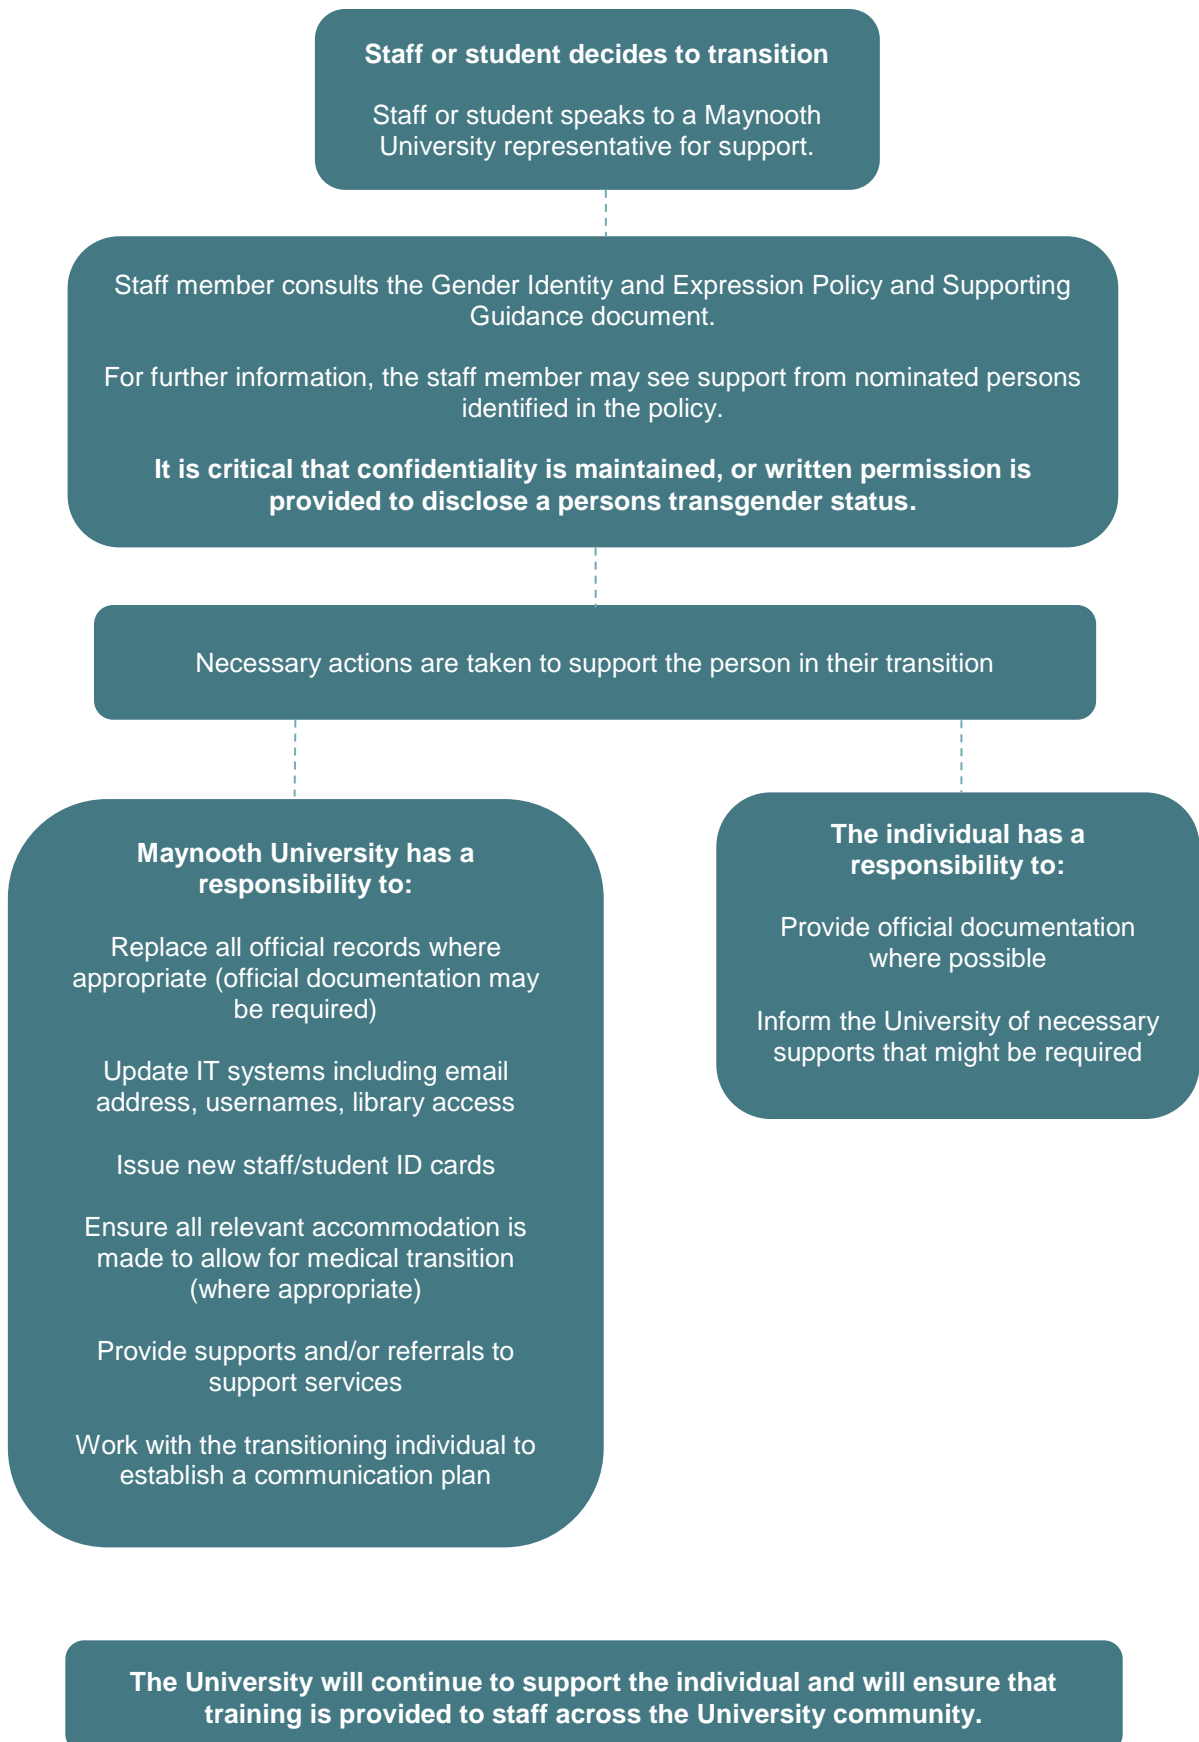 Staff or student decides to transition
Staff or student speaks to a Maynooth
University representative for support.
Staff member consults the Gender Identity and Expression Policy and Supporting
Guidance document.
For further information, the staff member may see support from nominated persons
identified in the policy.
It is critical that confidentiality is maintained, or written permission is
provided to disclose a persons transgender status.
Necessary actions are taken to support the person in their transition
Maynooth University has a
responsibility to:
Replace all official records where
appropriate (official documentation may
be required)
Update IT systems including email
address, usernames, library access
Issue new staff/student ID cards
Ensure all relevant accommodation is
made to allow for medical transition
(where appropriate)
Provide supports and/or referrals to
support services
Work with the transitioning individual to
establish a communication plan
The individual has a
responsibility to:
Provide official documentation
where possible
Inform the University of necessary
supports that might be required
The University will continue to support the individual and will ensure that
training is provided to staff across the University community.